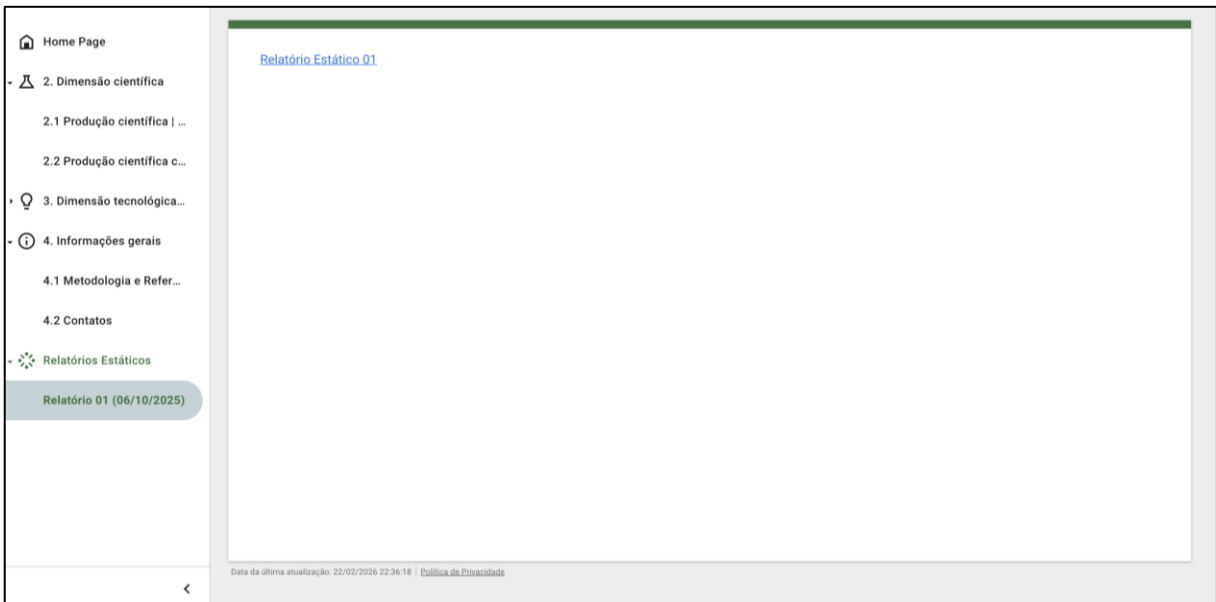 Home Page
2. Dimensão científica
2.1 Produção científica | ...
2.2 Produção científica c...
3. Dimensão tecnológica...
4. Informações gerais
4.1 Metodologia e Refer...
4.2 Contatos
Relatórios Estáticos
Relatório 01 (06/10/2025)
Relatório Estático 01
Data da última atualização: 22/02/2026 22:36:18 | Política de Privacidade